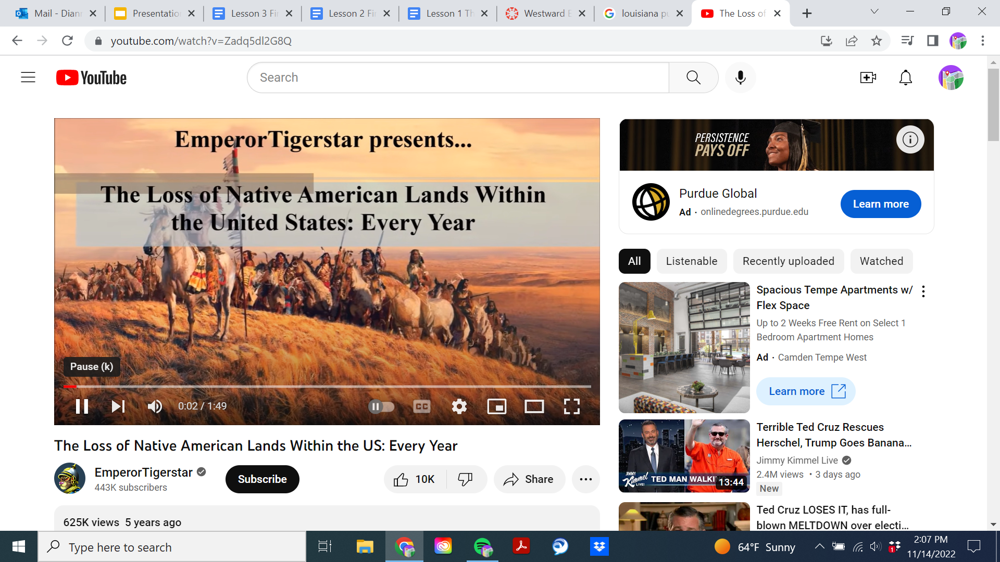 Mail - Dian
Presentation
Lesson 3 Fi
Lesson 2 Fi
Lesson 1 Th
Westward E
louisiana pu
The Loss of
youtube.com/watch?v=Zadq5dl2G8Q
YouTube
Search
EmperorTigerstar presents...
The Loss of Native American Lands Within
the United States: Every Year
Pause (k)
0:02 / 1:49
CC
The Loss of Native American Lands Within the US: Every Year
EmperorTigerstar
443K subscribers
Subscribe
10K
Share
625K views 5 years ago
PERSISTENCE
PAYS OFF
Purdue Global
Ad · onlinedegrees.purdue.edu
Learn more
All
Listenable
Recently uploaded
Watched
Spacious Tempe Apartments w/
Flex Space
Up to 2 Weeks Free Rent on Select 1
Bedroom Apartment Homes
Ad · Camden Tempe West
Learn more
JIMMY
Kimmel
LIVE!
TED MAN WALKI
13:44
Terrible Ted Cruz Rescues
Herschel, Trump Goes Banana...
Jimmy Kimmel Live
2.4M views • 3 days ago
New
Ted Cruz LOSES IT, has full-
blown MELTDOWN over electi...
Type here to search
64°F Sunny
1
2:07 PM
11/14/2022